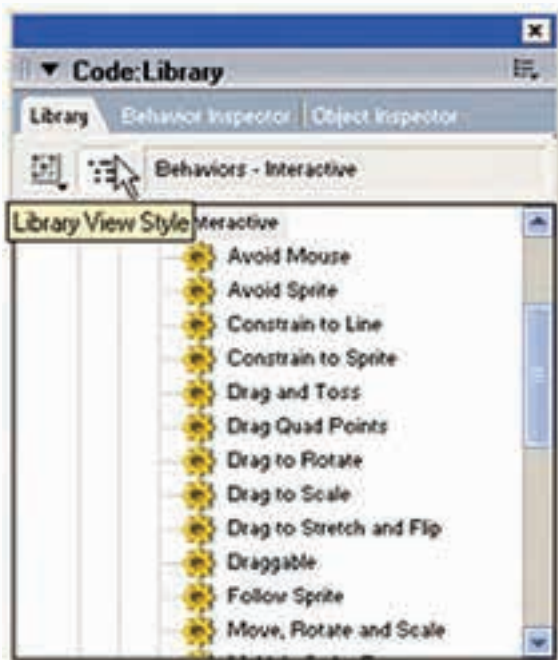 Code:Library
Library Behavior Inspector Object Inspector
Behaviors - Interactive
Library View Style
Avoid Mouse
Avoid Sprite
Constrain to Line
Constrain to Sprite
Drag and Toss
Drag Quad Points
Drag to Rotate
Drag to Scale
Drag to Stretch and Flip
Draggable
Follow Sprite
Move, Rotate and Scale